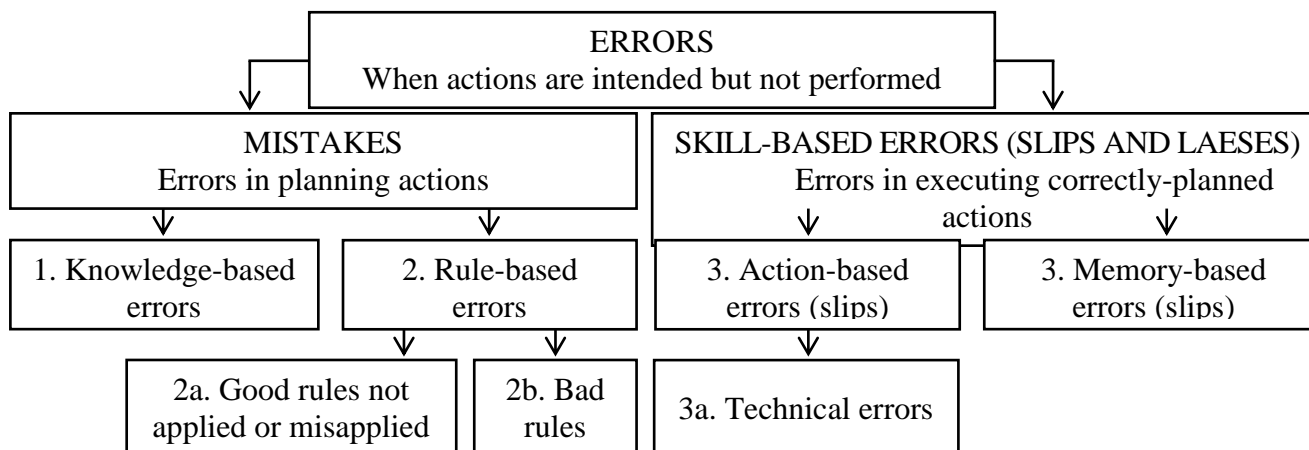 ERRORS
When actions are intended but not performed
MISTAKES
Errors in planning actions
SKILL-BASED ERRORS (SLIPS AND LAESES)
Errors in executing correctly-planned
actions
1. Knowledge-based
errors
2. Rule-based
errors
3. Action-based
errors (slips)
3. Memory-based
errors (slips)
2a. Good rules not
applied or misapplied
2b. Bad
rules
3a. Technical errors